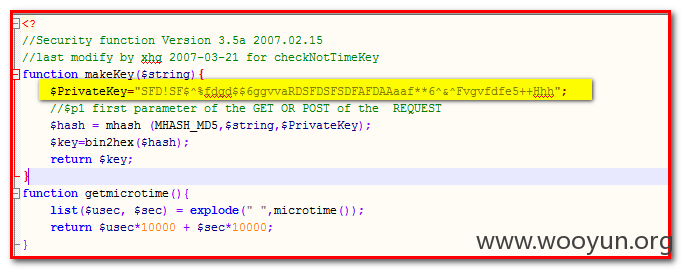 <?
//Security function Version 3.5a 2007.02.15
//last modify by xhg 2007-03-21 for checkNotTimeKey
function makeKey($string){
$PrivateKey="SFD!SF$^%fdgd$$6ggvvaRDSFDSFSDFAFDAAaaf**6^&^Fvgvfdfe5++Hbh";
//$p1 first parameter of the GET OR POST of the REQUEST
$hash = mhash (MHASH_MD5,$string,$PrivateKey);
$key=bin2hex($hash);
return $key;
}
function getmicrotime(){
list($usec, $sec) = explode(" ",microtime());
return $usec*10000 + $sec*10000;
}
www.wooyun.org